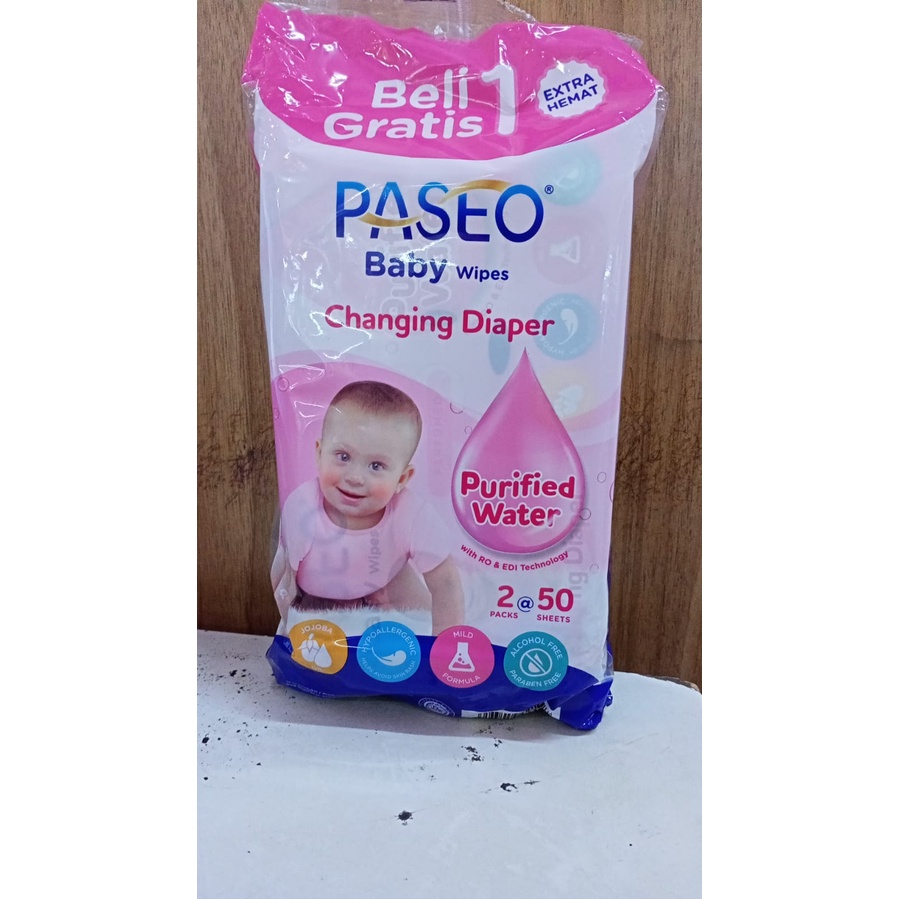 Beli 1
Gratis
EXTRA
HEMAT
PASEO®
Baby Wipes
Changing Diaper
Purified
Water
with RO & EDI Technology
2 @ 50
PACKS SHEETS
JOJOBA
HYPOALLERGENIC
MILD
FORMULA
ALCOHOL FREE
PARABEN FREE